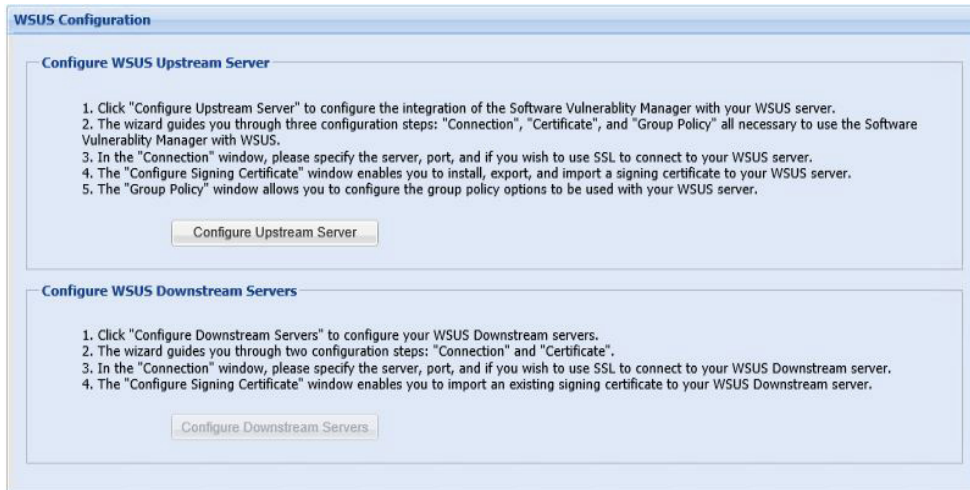 WSUS Configuration
Configure WSUS Upstream Server
1. Click "Configure Upstream Server" to configure the integration of the Software Vulnerablity Manager with your WSUS server.
2. The wizard guides you through three configuration steps: "Connection", "Certificate", and "Group Policy" all necessary to use the Software
Vulnerablity Manager with WSUS.
3. In the "Connection" window, please specify the server, port, and if you wish to use SSL to connect to your WSUS server.
4. The "Configure Signing Certificate" window enables you to install, export, and import a signing certificate to your WSUS server.
5. The "Group Policy" window allows you to configure the group policy options to be used with your WSUS server.
Configure Upstream Server
Configure WSUS Downstream Servers
1. Click "Configure Downstream Servers" to configure your WSUS Downstream servers.
2. The wizard guides you through two configuration steps: "Connection" and "Certificate".
3. In the "Connection" window, please specify the server, port, and if you wish to use SSL to connect to your WSUS Downstream server.
4. The "Configure Signing Certificate" window enables you to import an existing signing certificate to your WSUS Downstream server.
Configure Downstream Servers